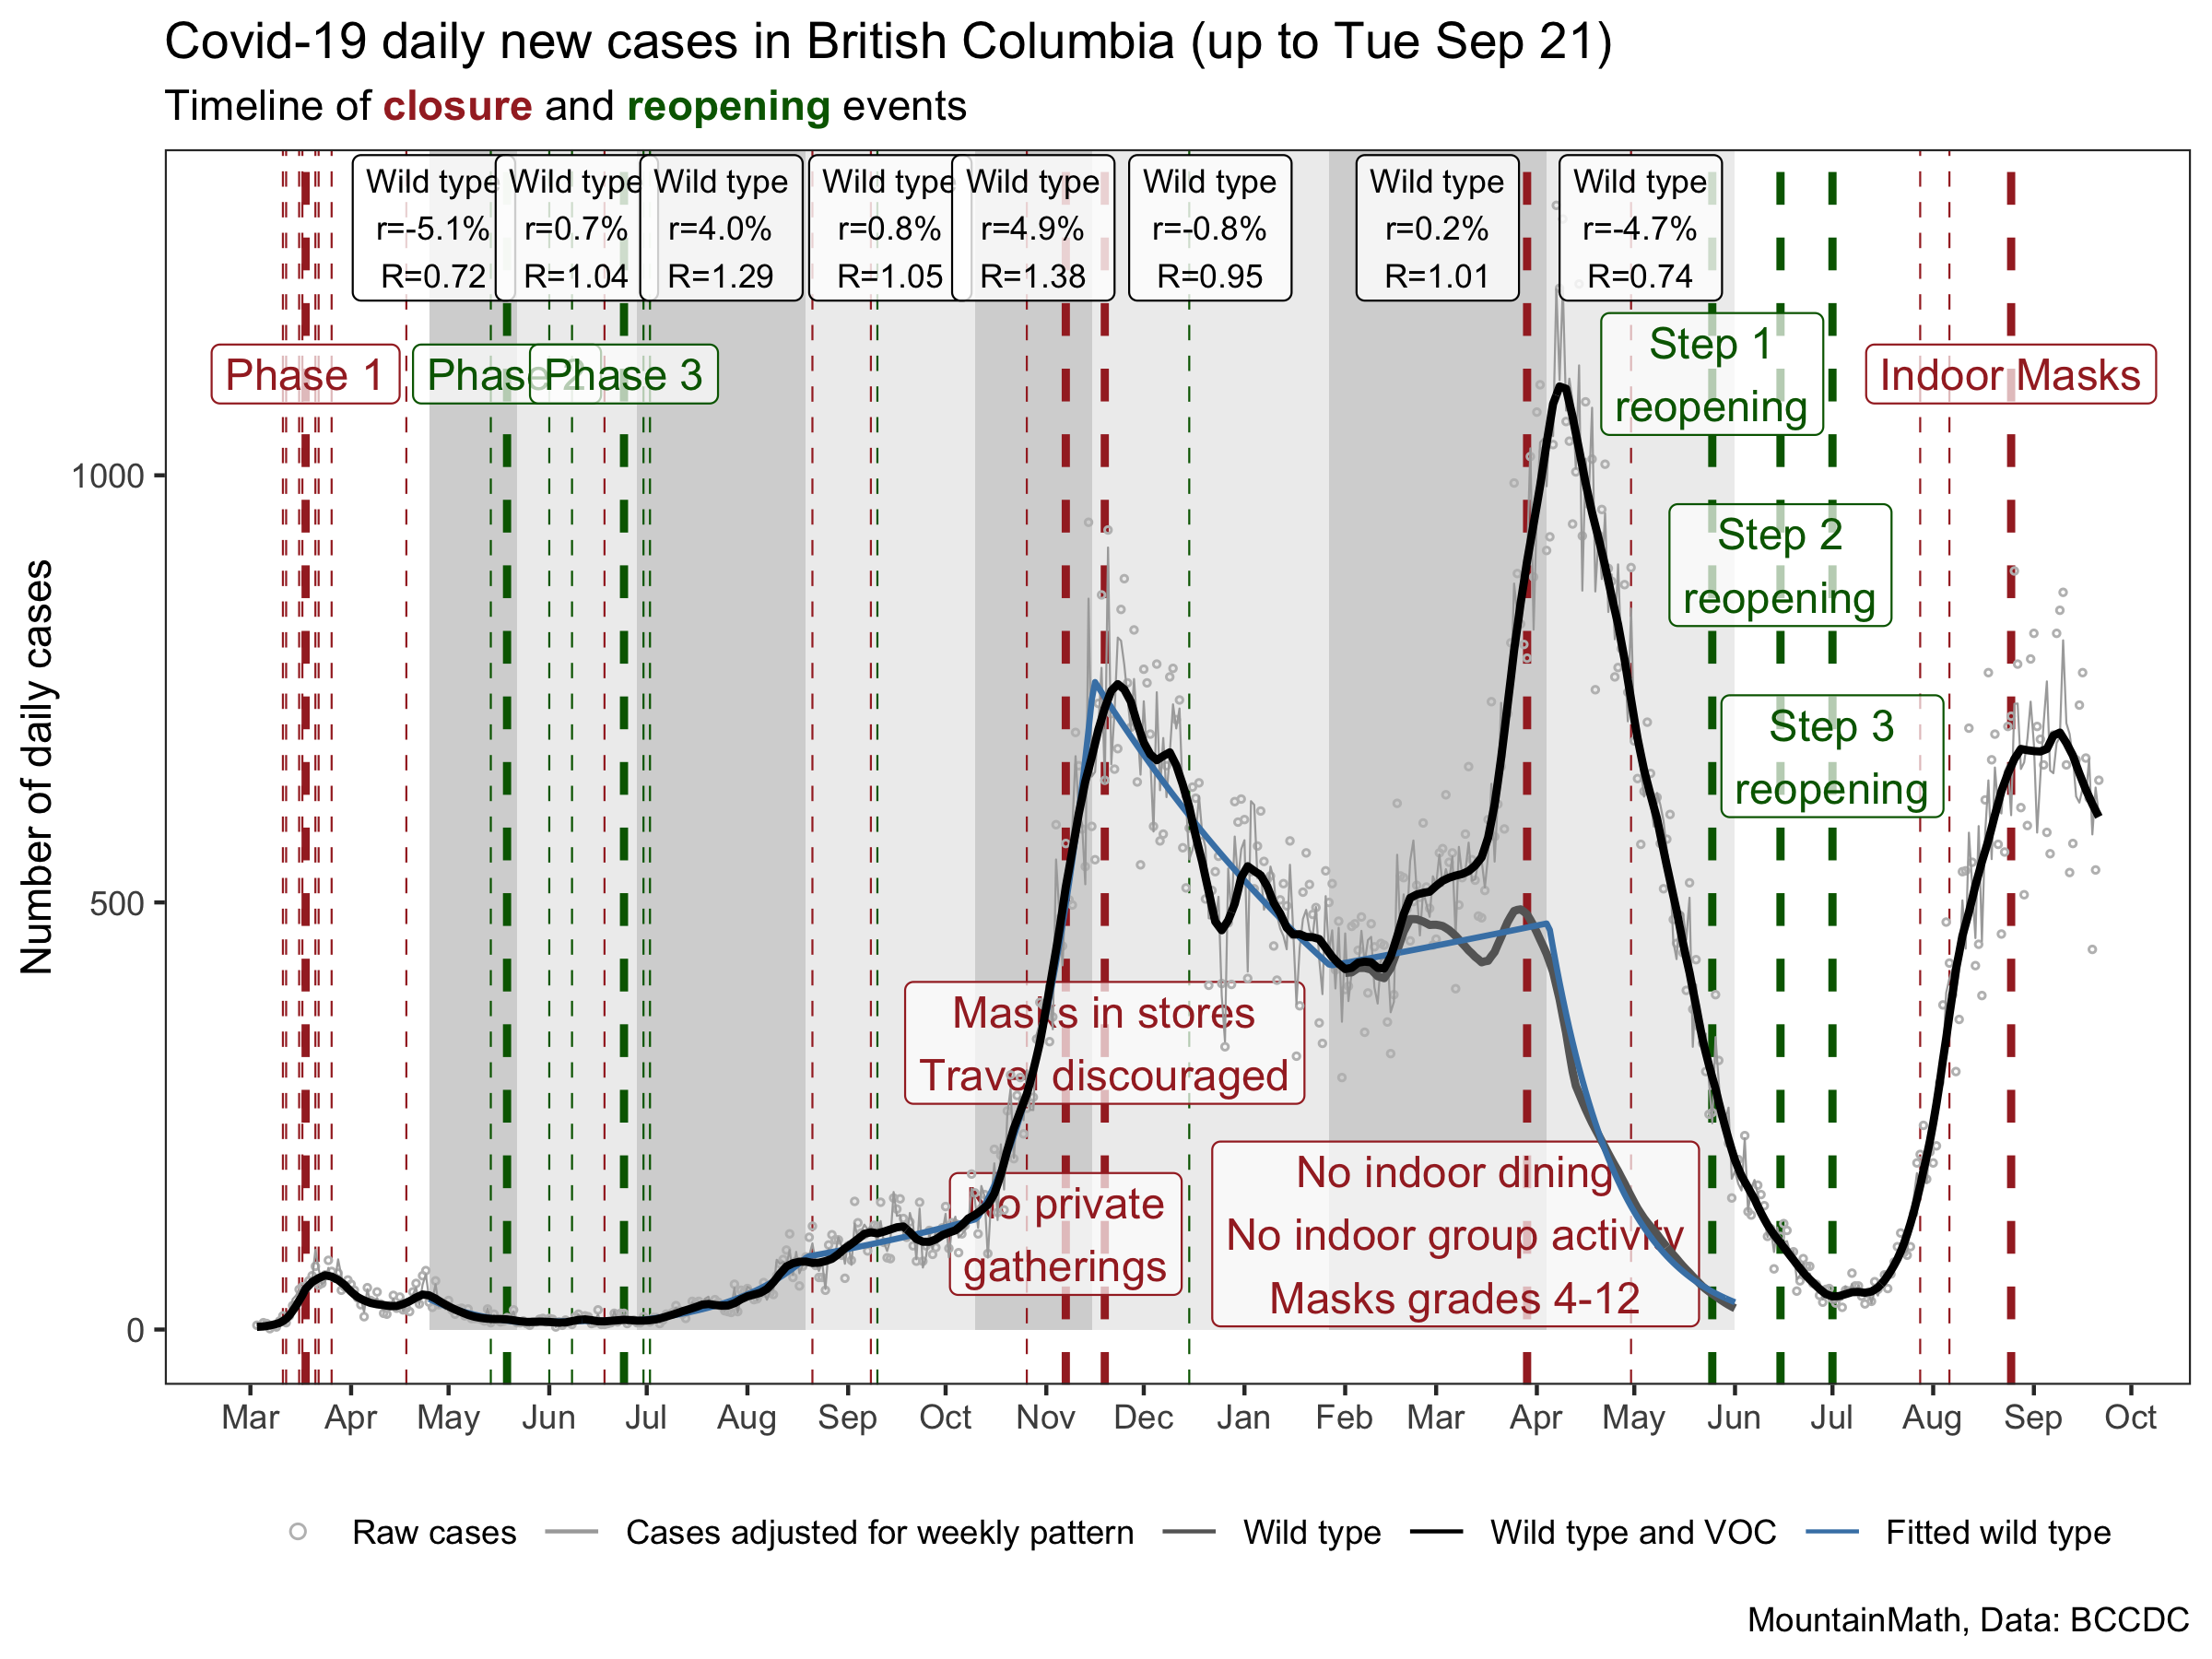 Covid-19 daily new cases in British Columbia (up to Tue Sep 21)
Timeline of closure and reopening events
Wild type
r=-5.1%
R=0.72
Wild type
r=0.7%
R=1.04
Wild type
r=4.0%
R=1.29
Wild type
r=0.8%
R=1.05
Wild type
r=4.9%
R=1.38
Wild type
r=-0.8%
R=0.95
Wild type
r=0.2%
R=1.01
Wild type
r=-4.7%
R=0.74
Phase 1
Phase 2
Phase 3
Step 1
reopening
Indoor Masks
Step 2
reopening
Step 3
reopening
Masks in stores
Travel discouraged
No private
gatherings
No indoor dining
No indoor group activity
Masks grades 4-12
Number of daily cases
1000
500
0
Mar Apr May Jun Jul Aug Sep Oct Nov Dec Jan Feb Mar Apr May Jun Jul Aug Sep Oct
Raw cases Cases adjusted for weekly pattern Wild type Wild type and VOC Fitted wild type
MountainMath, Data: BCCDC